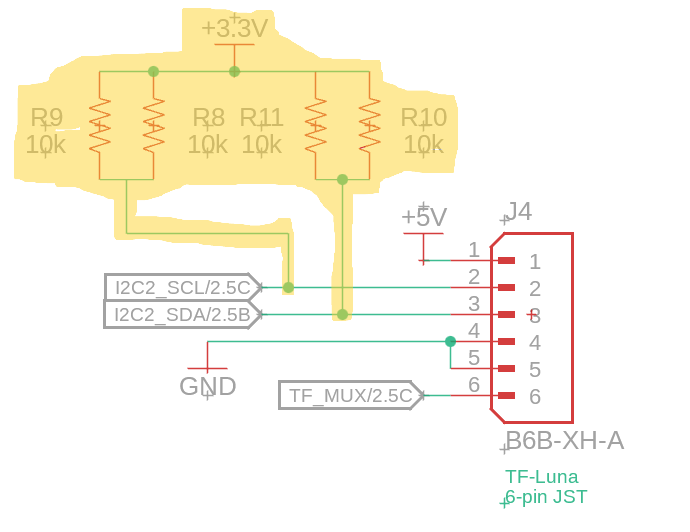 +3.3V
R9 R8 R11 R10
10k 10k 10k 10k
+5V J4
1 1
I2C2_SCL/2.5C 2 2
I2C2_SDA/2.5B 3 3
4 4
5 5
GND
TF_MUX/2.5C 6 6
B6B-XH-A
TF-Luna
6-pin JST